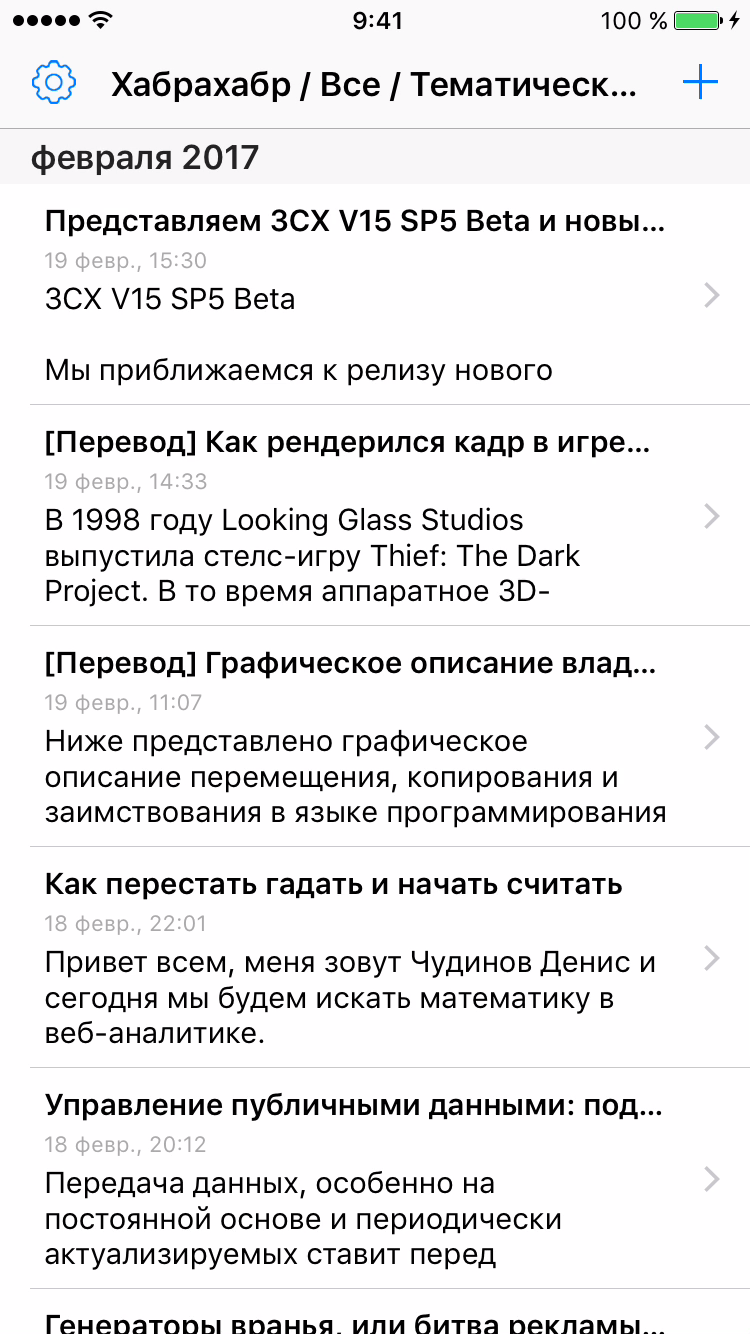 9:41
100 %
Хабрахабр / Все / Тематическ...
февраля 2017
Представляем 3CX V15 SP5 Beta и новы...
19 февр., 15:30
3CX V15 SP5 Beta
Мы приближаемся к релизу нового
[Перевод] Как рендерился кадр в игре...
19 февр., 14:33
В 1998 году Looking Glass Studios
выпустила стелс-игру Thief: The Dark
Project. В то время аппаратное 3D-
[Перевод] Графическое описание влад...
19 февр., 11:07
Ниже представлено графическое
описание перемещения, копирования и
заимствования в языке программирования
Как перестать гадать и начать считать
18 февр., 22:01
Привет всем, меня зовут Чудинов Денис и
сегодня мы будем искать математику в
веб-аналитике.
Управление публичными данными: под...
18 февр., 20:12
Передача данных, особенно на
постоянной основе и периодически
актуализируемых ставит перед
Генераторы вранья, или битва рекламы...